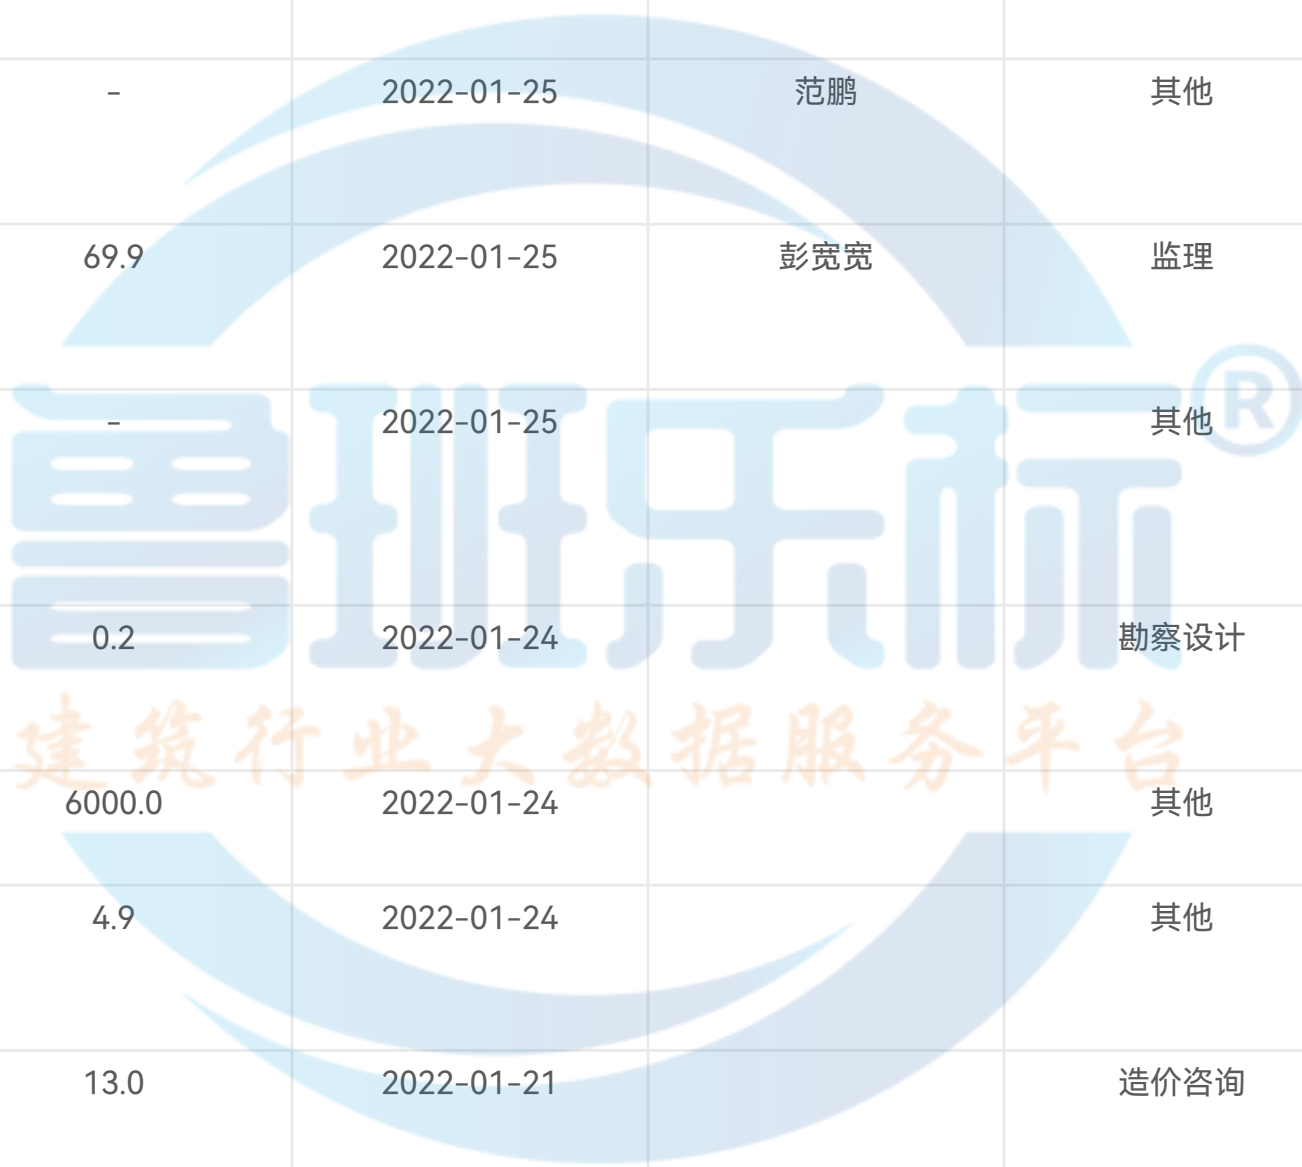 - 2022-01-25 范鹏 其他
69.9 2022-01-25 彭宽宽 监理
- 2022-01-25 其他
鲁班乐标®
0.2 2022-01-24 勘察设计
建筑行业大数据服务平台
6000.0 2022-01-24 其他
4.9 2022-01-24 其他
13.0 2022-01-21 造价咨询